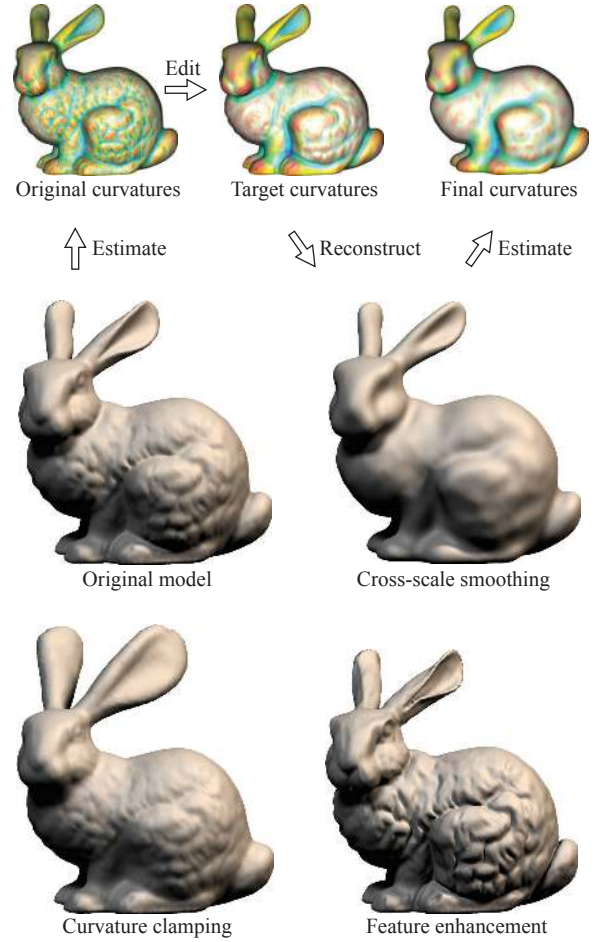 Edit
Original curvatures
Target curvatures
Final curvatures
Estimate
Reconstruct
Estimate
Original model
Cross-scale smoothing
Curvature clamping
Feature enhancement